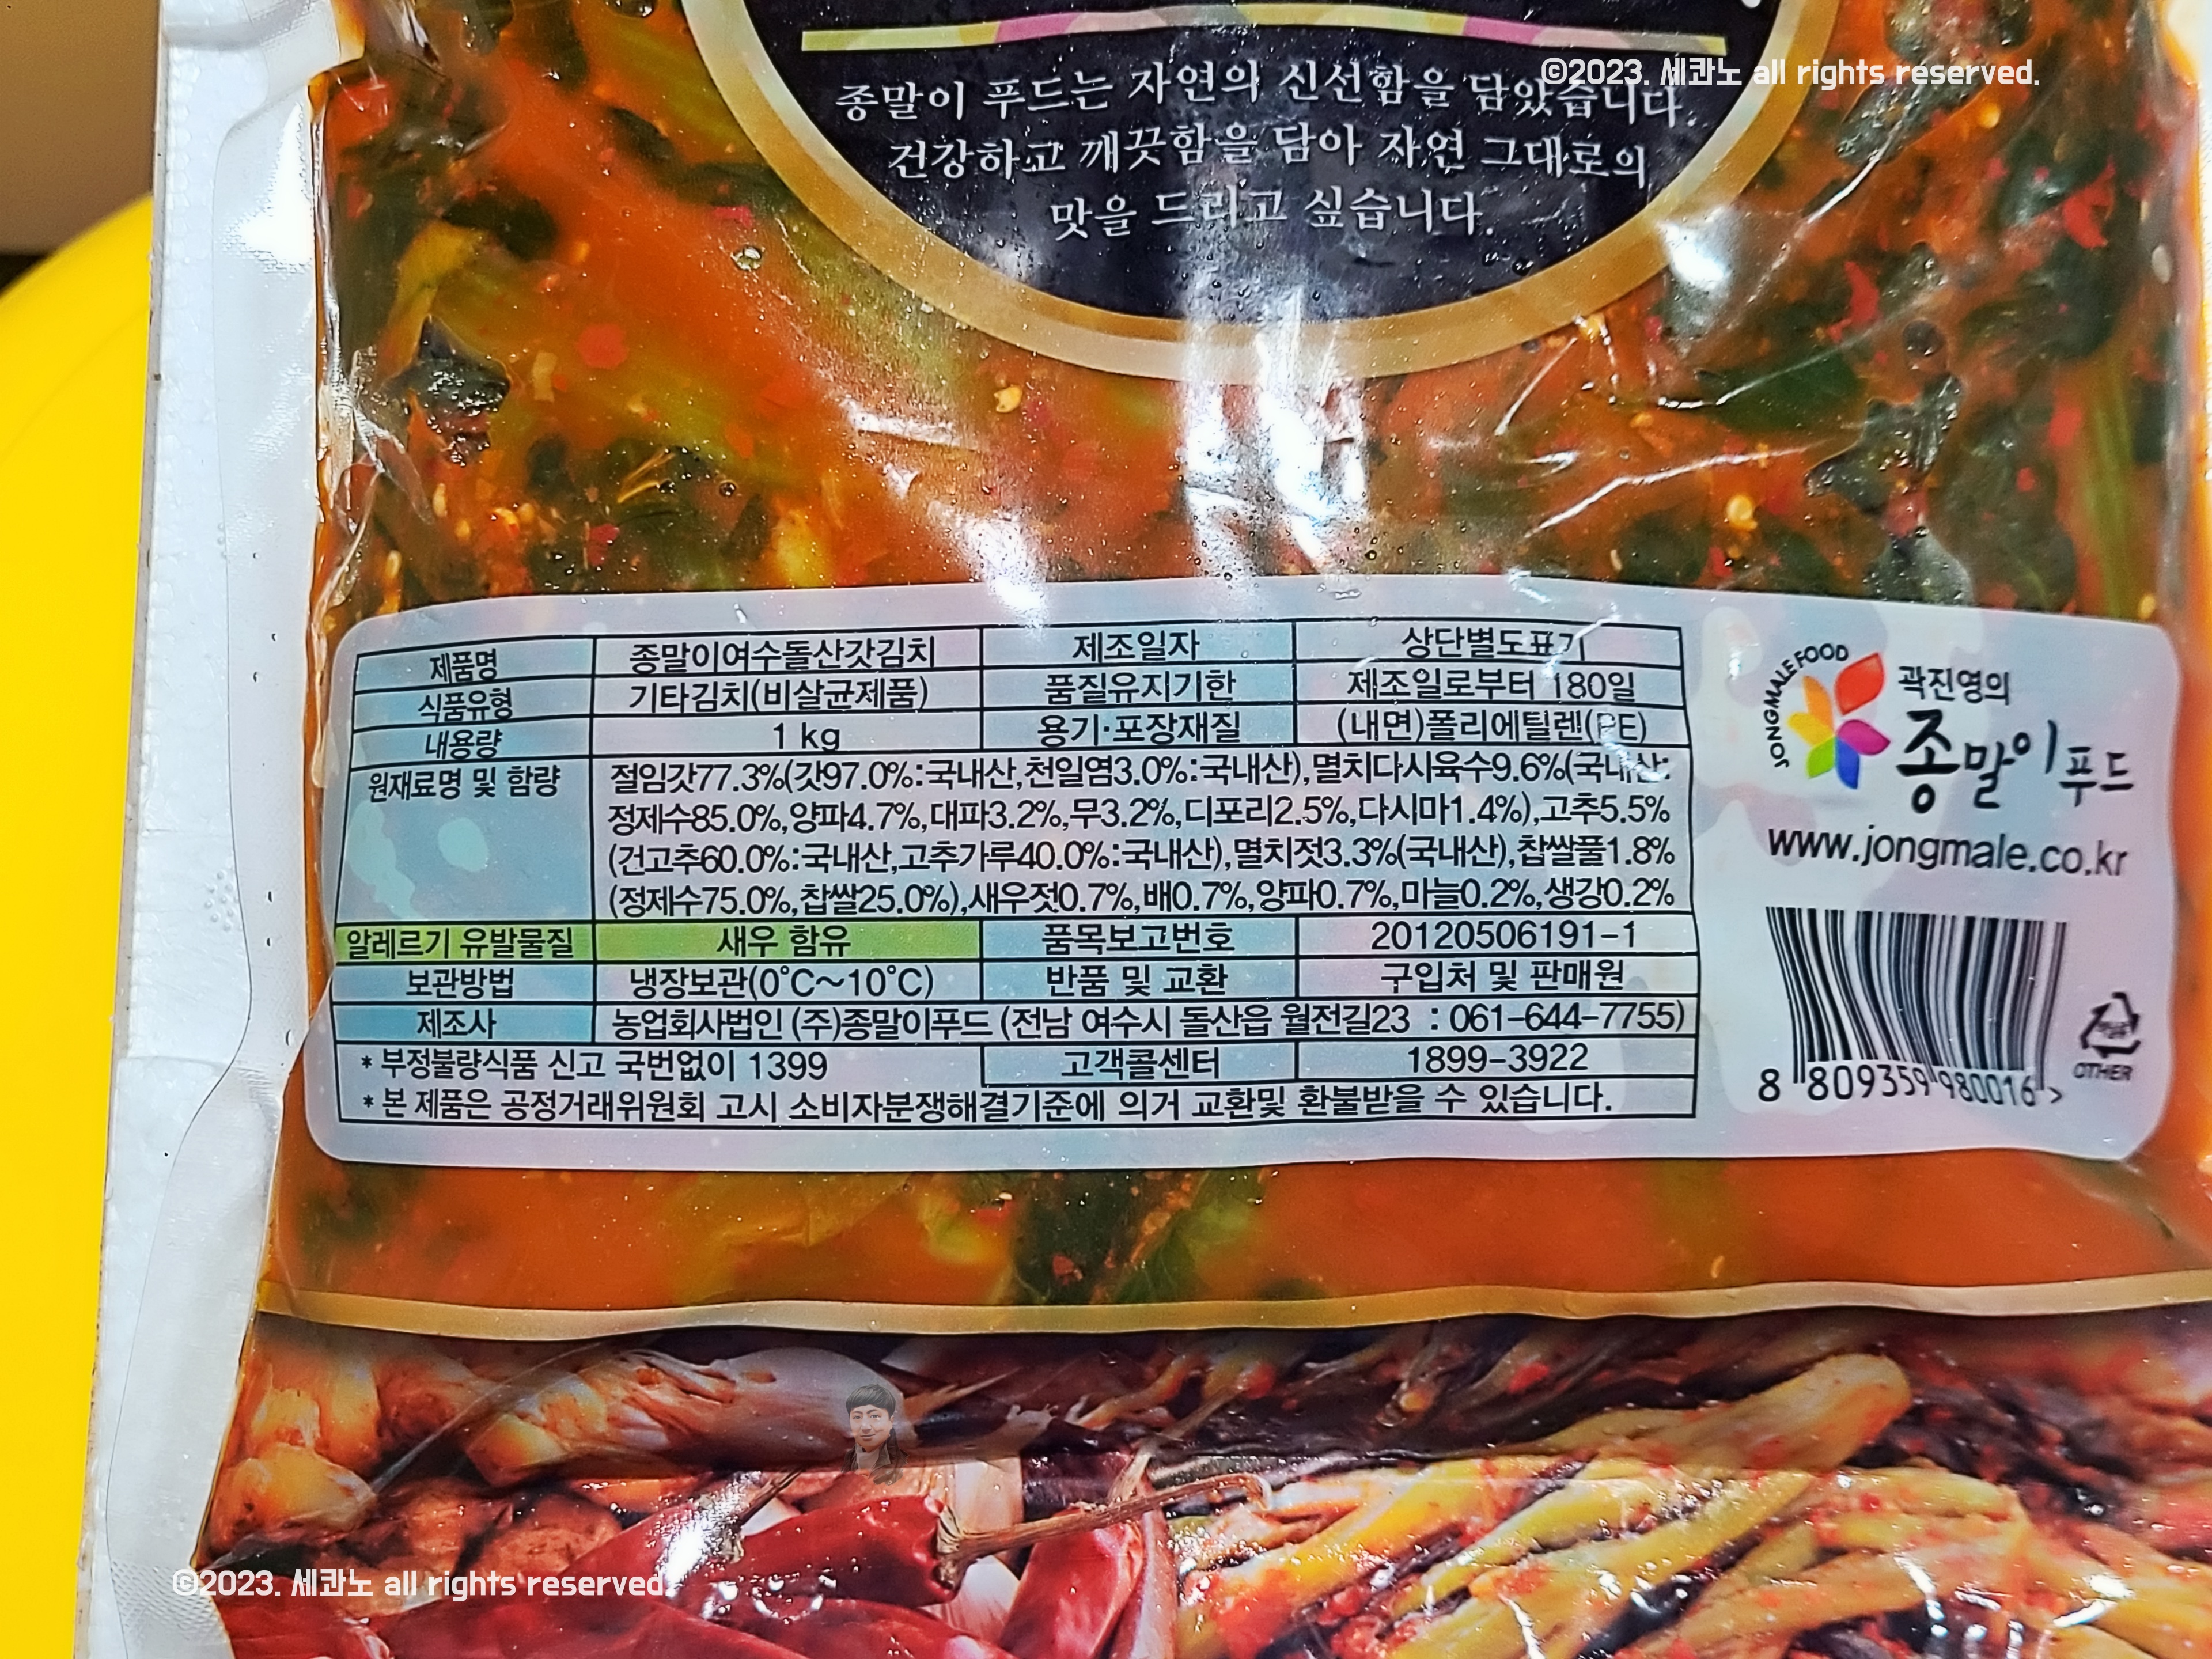 ©2023. 세콴노 all rights reserved.
종말이 푸드는 자연의 신선함을 담았습니다.
건강하고 깨끗함을 담아 자연 그대로의
맛을 드리고 싶습니다.
제품명 종말이여수돌산갓김치 제조일자 상단별도표기
식품유형 기타김치(비살균제품) 품질유지기한 제조일로부터 180일
내용량 1 kg 용기·포장재질 (내면)폴리에틸렌(PE)
원재료명 및 함량 절임갓77.3%(갓97.0%:국내산,천일염3.0%:국내산),멸치다시육수9.6%(국내산:
정제수85.0%,양파4.7%,대파3.2%,무3.2%,디포리2.5%,다시마1.4%),고추5.5%
(건고추60.0%:국내산,고추가루40.0%:국내산),멸치젓3.3%(국내산),찹쌀풀1.8%
(정제수75.0%,찹쌀25.0%),새우젓0.7%,배0.7%,양파0.7%,마늘0.2%,생강0.2%
알레르기 유발물질 새우 함유 품목보고번호 20120506191-1
보관방법 냉장보관(0°C~10°C) 반품 및 교환 구입처 및 판매원
제조사 농업회사법인 (주)종말이푸드 (전남 여수시 돌산읍 월전길23 : 061-644-7755)
* 부정불량식품 신고 국번없이 1399 고객콜센터 1899-3922
* 본 제품은 공정거래위원회 고시 소비자분쟁해결기준에 의거 교환및 환불받을 수 있습니다.
JONGMALE FOOD
곽진영의
종말이푸드
www.jongmale.co.kr
8 809359 980016 >
OTHER
©2023. 세콴노 all rights reserved.